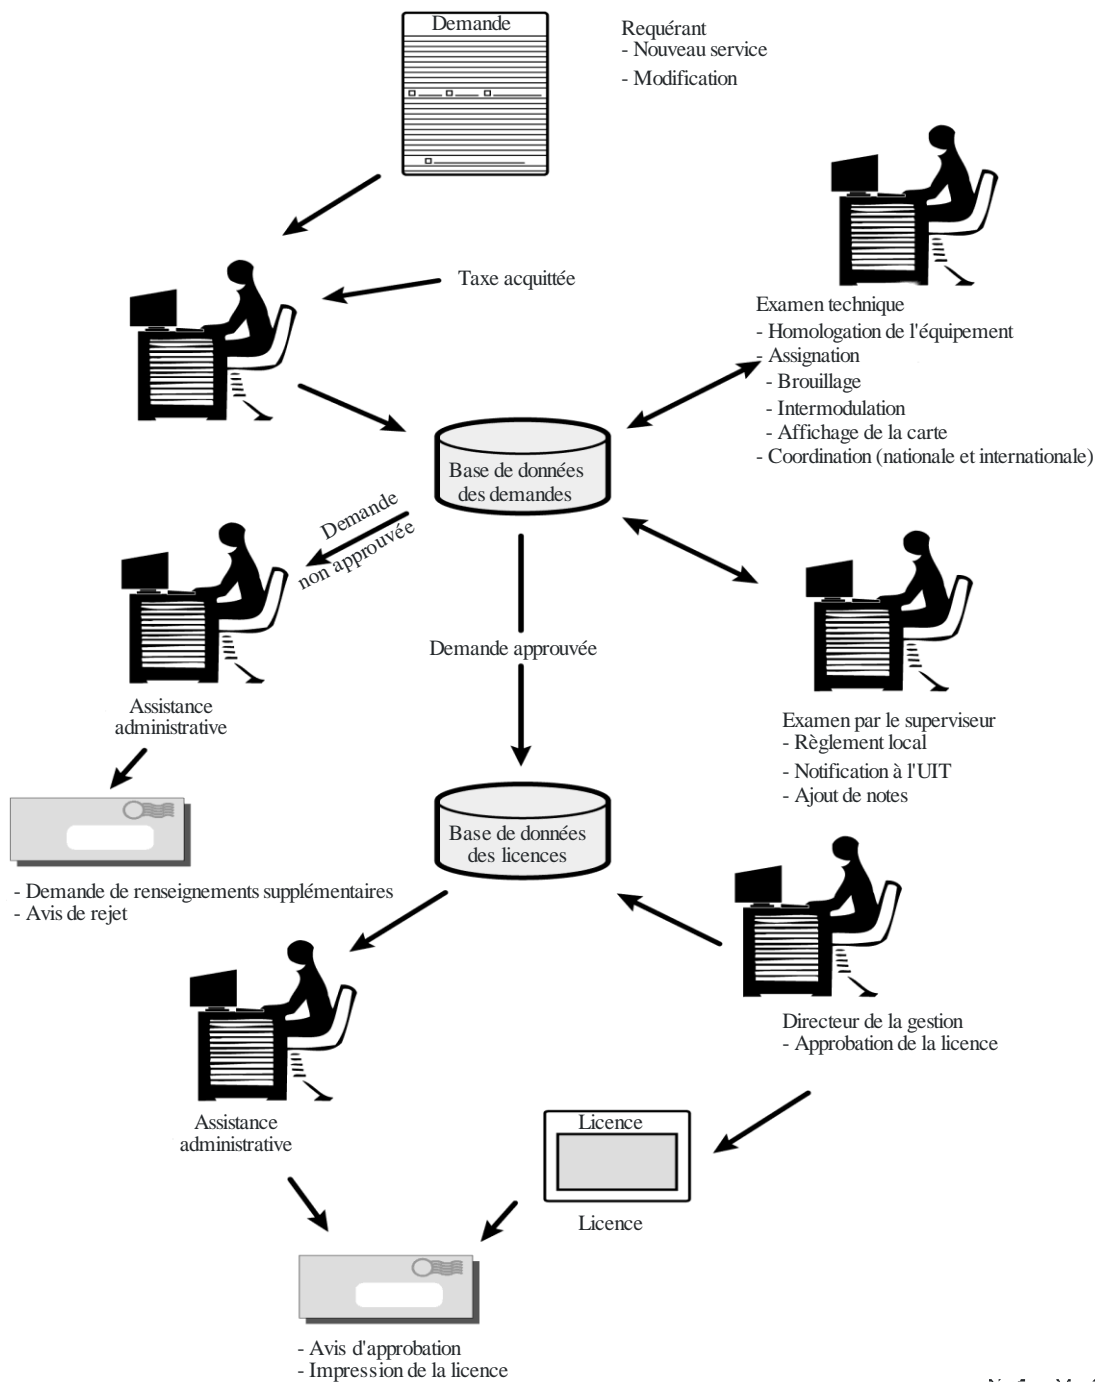 Demande
Requérant
- Nouveau service
- Modification
Taxe acquittée
Examen technique
- Homologation de l'équipement
- Assignation
- Brouillage
- Intermodulation
- Affichage de la carte
- Coordination (nationale et internationale)
Base de données
des demandes
Demande
non approuvée
Demande approuvée
Assistance
administrative
Examen par le superviseur
- Règlement local
- Notification à l'UIT
- Ajout de notes
Base de données
des licences
- Demande de renseignements supplémentaires
- Avis de rejet
Directeur de la gestion
- Approbation de la licence
Assistance
administrative
Licence
Licence
- Avis d'approbation
- Impression de la licence